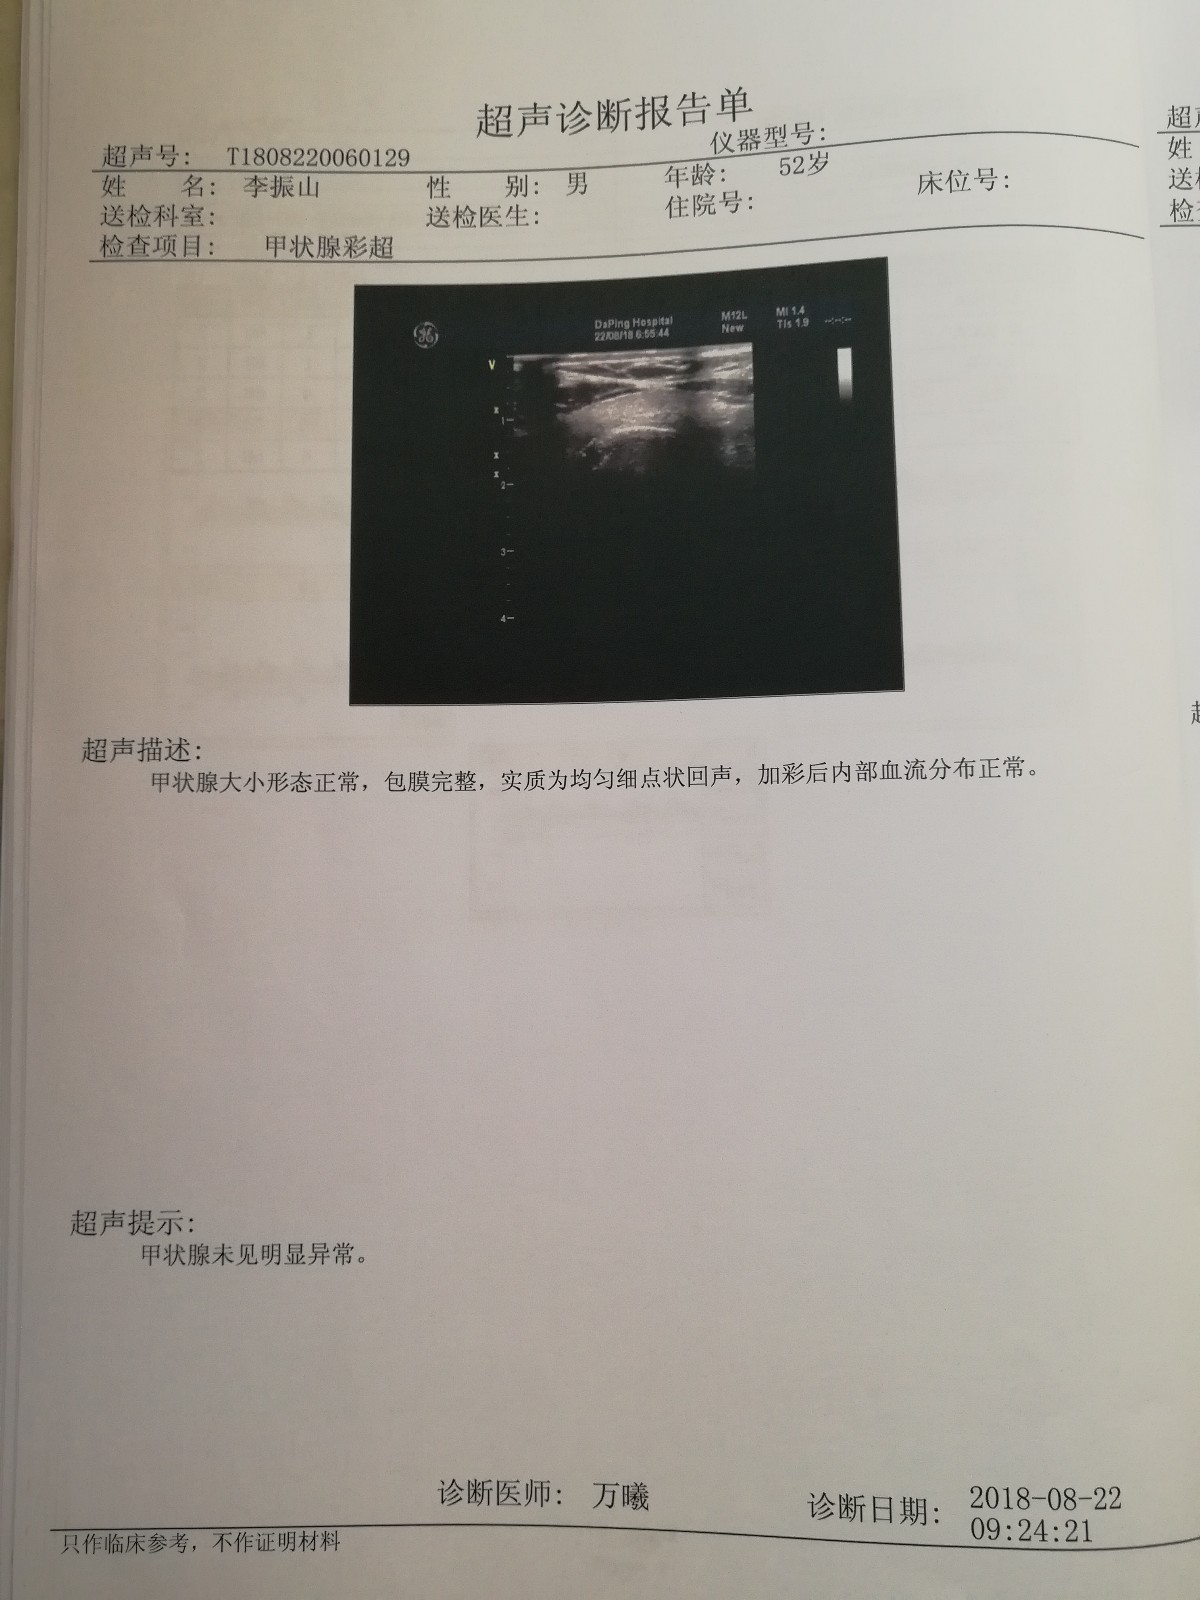 超声诊断报告单
超声号： T1808220060129 仪器型号：
姓 名： 李振山 性 别： 男 年龄： 52岁 床位号：
送检科室： 送检医生： 住院号：
检查项目： 甲状腺彩超
DaPing Hospital M12L MI 1.4
22/08/18 6:55:44 New TIs 1.9 --:--:--
V
1
2
3
4
超声描述：
甲状腺大小形态正常，包膜完整，实质为均匀细点状回声，加彩后内部血流分布正常。
超声提示：
甲状腺未见明显异常。
诊断医师： 万曦 诊断日期： 2018-08-22
09:24:21
只作临床参考，不作证明材料
超
姓
送
检